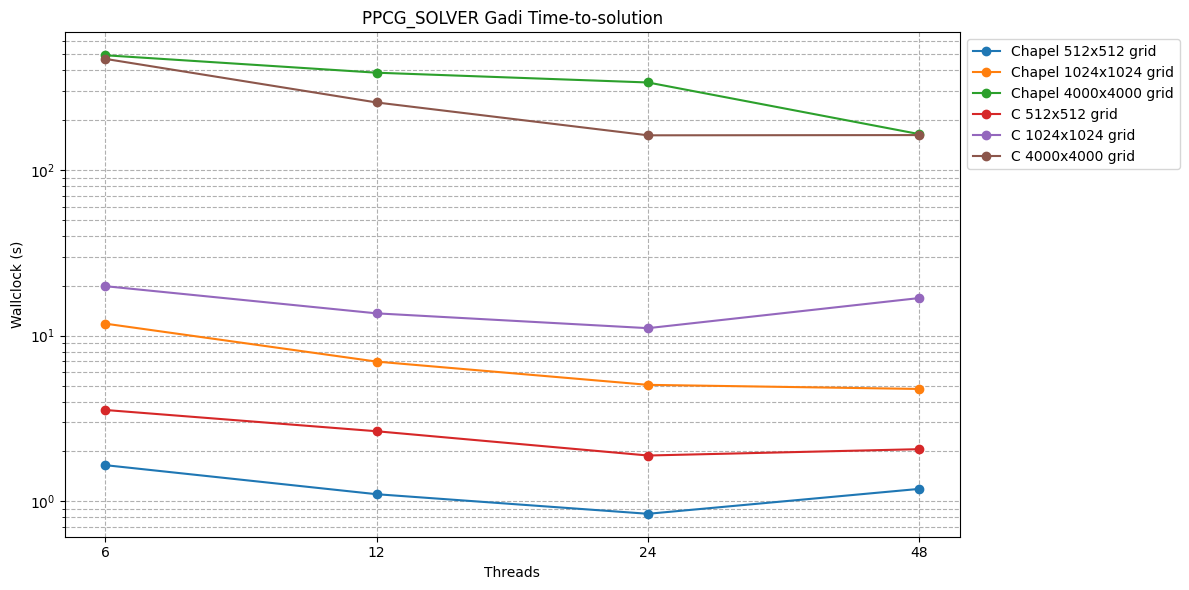 PPCG_SOLVER Gadi Time-to-solution
Chapel 512x512 grid
Chapel 1024x1024 grid
Chapel 4000x4000 grid
C 512x512 grid
C 1024x1024 grid
C 4000x4000 grid
Wallclock (s)
10²
10¹
10⁰
6 12 24 48
Threads